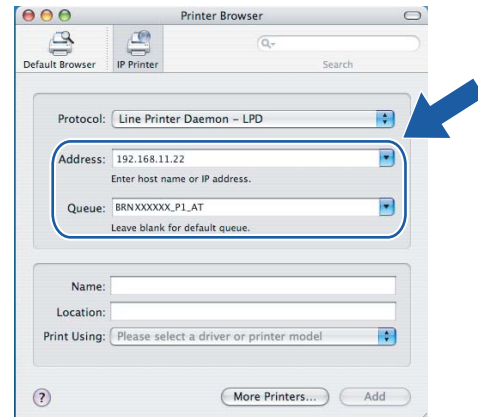 Printer Browser
Default Browser
IP Printer
Q-
Search
Protocol: Line Printer Daemon – LPD
Address: 192.168.11.22
Enter host name or IP address.
Queue: BRNXXXXXX_P1_AT
Leave blank for default queue.
Name:
Location:
Print Using: Please select a driver or printer model
? More Printers... Add